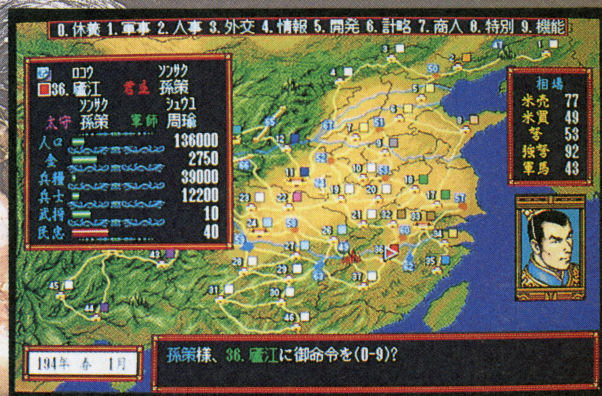 0.休養 1.軍事 2.人事 3.外交 4.情報 5.開発 6.計略 7.商人 8.特別 9.機能
ロコウ ソンサク
36.廬江 君主 孫策
ソンサク シュウユ
太守 孫策 軍師 周瑜
人口 136000
金 2750
兵糧 39000
兵士 12200
武将 10
民忠 40
相場
米売 77
米買 49
弩 53
強弩 92
軍馬 43
194年 春 1月
孫策様、36.廬江に御命令を(0-9)?